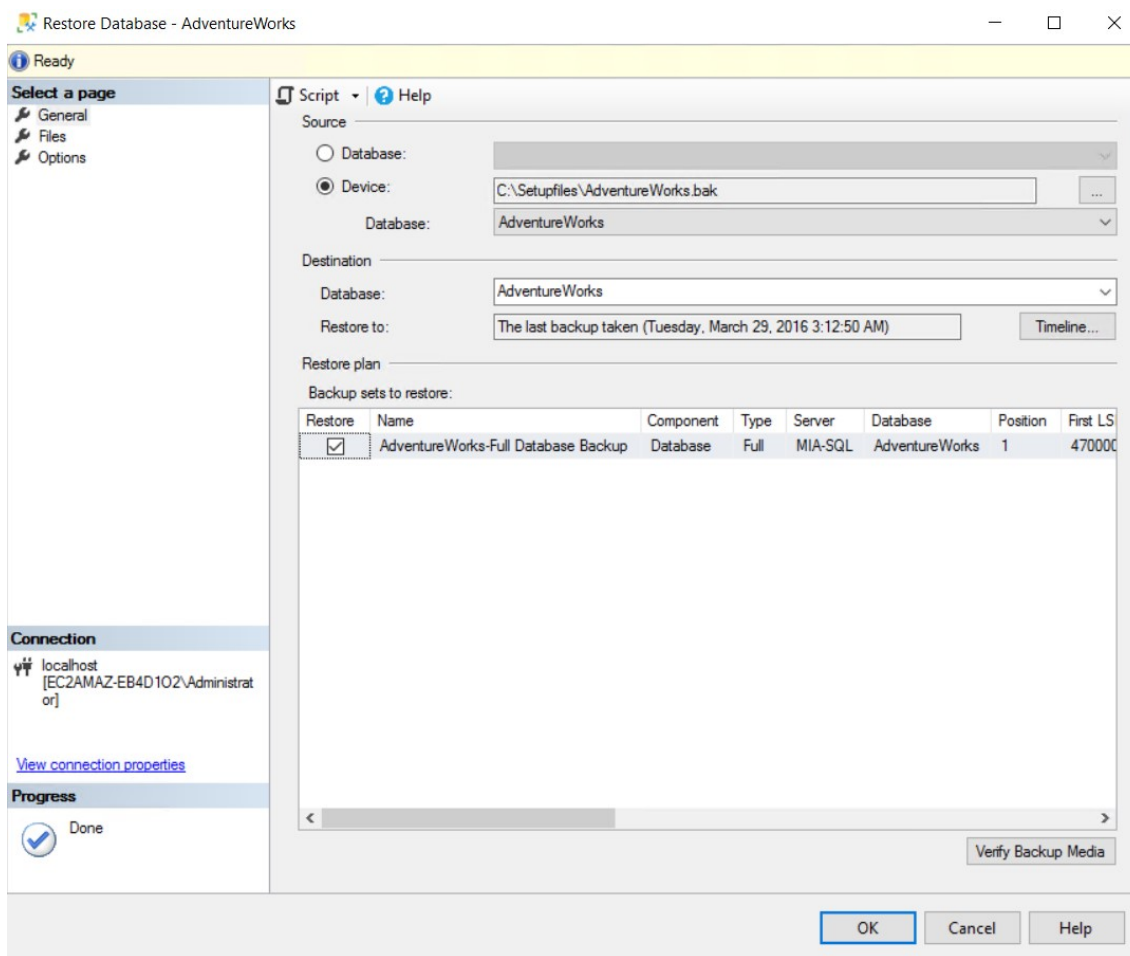 Restore Database - AdventureWorks
Ready
Select a page
General
Files
Options
Script
Help
Source
Database:
Device:
C:\Setupfiles\AdventureWorks.bak
...
Database:
AdventureWorks
Destination
Database:
AdventureWorks
Restore to:
The last backup taken (Tuesday, March 29, 2016 3:12:50 AM)
Timeline...
Restore plan
Backup sets to restore:
Restore Name Component Type Server Database Position First LS
AdventureWorks-Full Database Backup Database Full MIA-SQL AdventureWorks 1 470000
Connection
localhost
[EC2AMAZ-EB4D1O2\Administrat
or]
View connection properties
Progress
Done
Verify Backup Media
OK Cancel Help